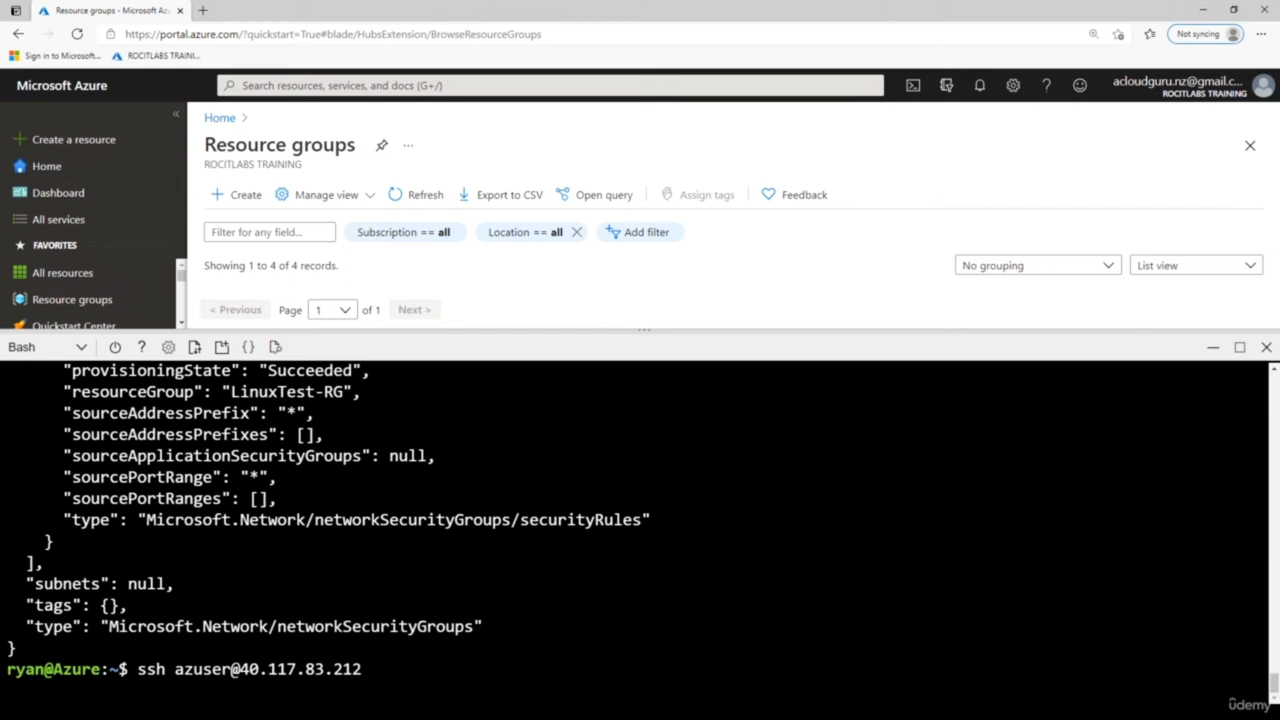 Resource groups - Microsoft Az
https://portal.azure.com/?quickstart=True#blade/HubsExtension/BrowseResourceGroups
Not syncing
Sign in to Microsoft...
ROCITLABS TRAINI...
Microsoft Azure
Search resources, services, and docs (G+/)
acloudguru.nz@gmail.c...
ROCITLABS TRAINING
Create a resource
Home
Dashboard
All services
FAVORITES
All resources
Resource groups
Quickstart Center
Home >
Resource groups
ROCITLABS TRAINING
Create
Manage view
Refresh
Export to CSV
Open query
Assign tags
Feedback
Filter for any field...
Subscription == all
Location == all
Add filter
Showing 1 to 4 of 4 records.
No grouping
List view
< Previous
Page
1
of 1
Next >
Bash
"provisioningState": "Succeeded",
"resourceGroup": "LinuxTest-RG",
"sourceAddressPrefix": "*",
"sourceAddressPrefixes": [],
"sourceApplicationSecurityGroups": null,
"sourcePortRange": "*",
"sourcePortRanges": [],
"type": "Microsoft.Network/networkSecurityGroups/securityRules"
}
],
"subnets": null,
"tags": {},
"type": "Microsoft.Network/networkSecurityGroups"
}
ryan@Azure:~$ ssh azuser@40.117.83.212
ûdemy